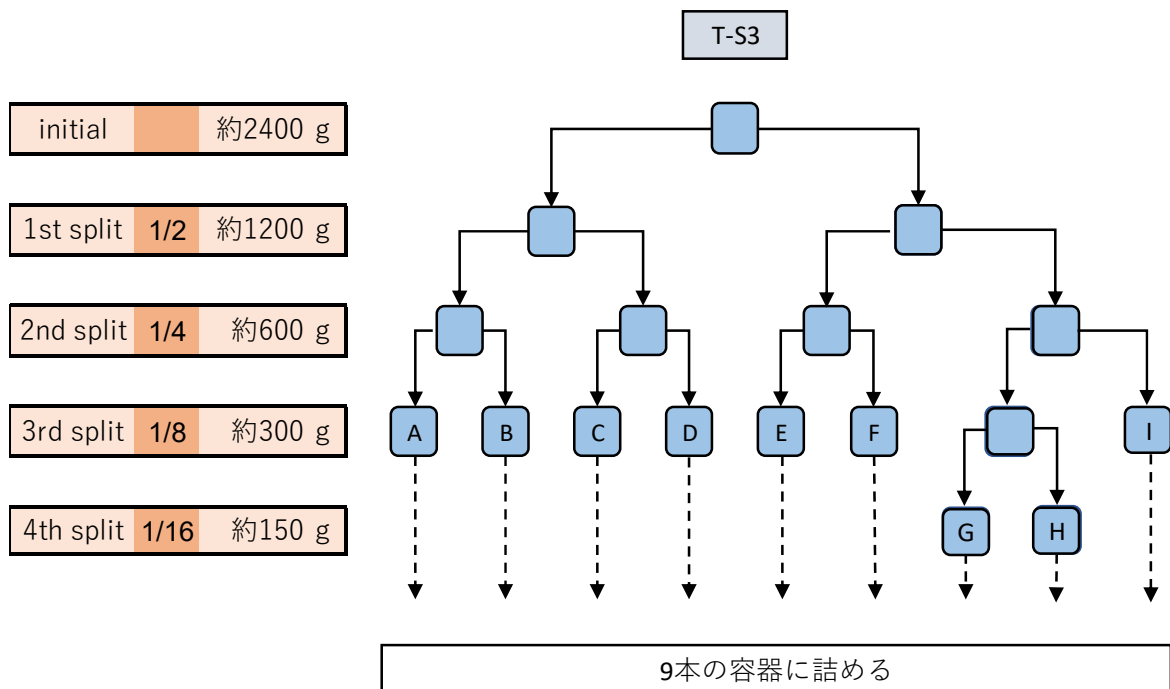 T-S3
initial 約2400 g
1st split 1/2 約1200 g
2nd split 1/4 約600 g
3rd split 1/8 約300 g
A B C D E F I
4th split 1/16 約150 g
G H
9本の容器に詰める